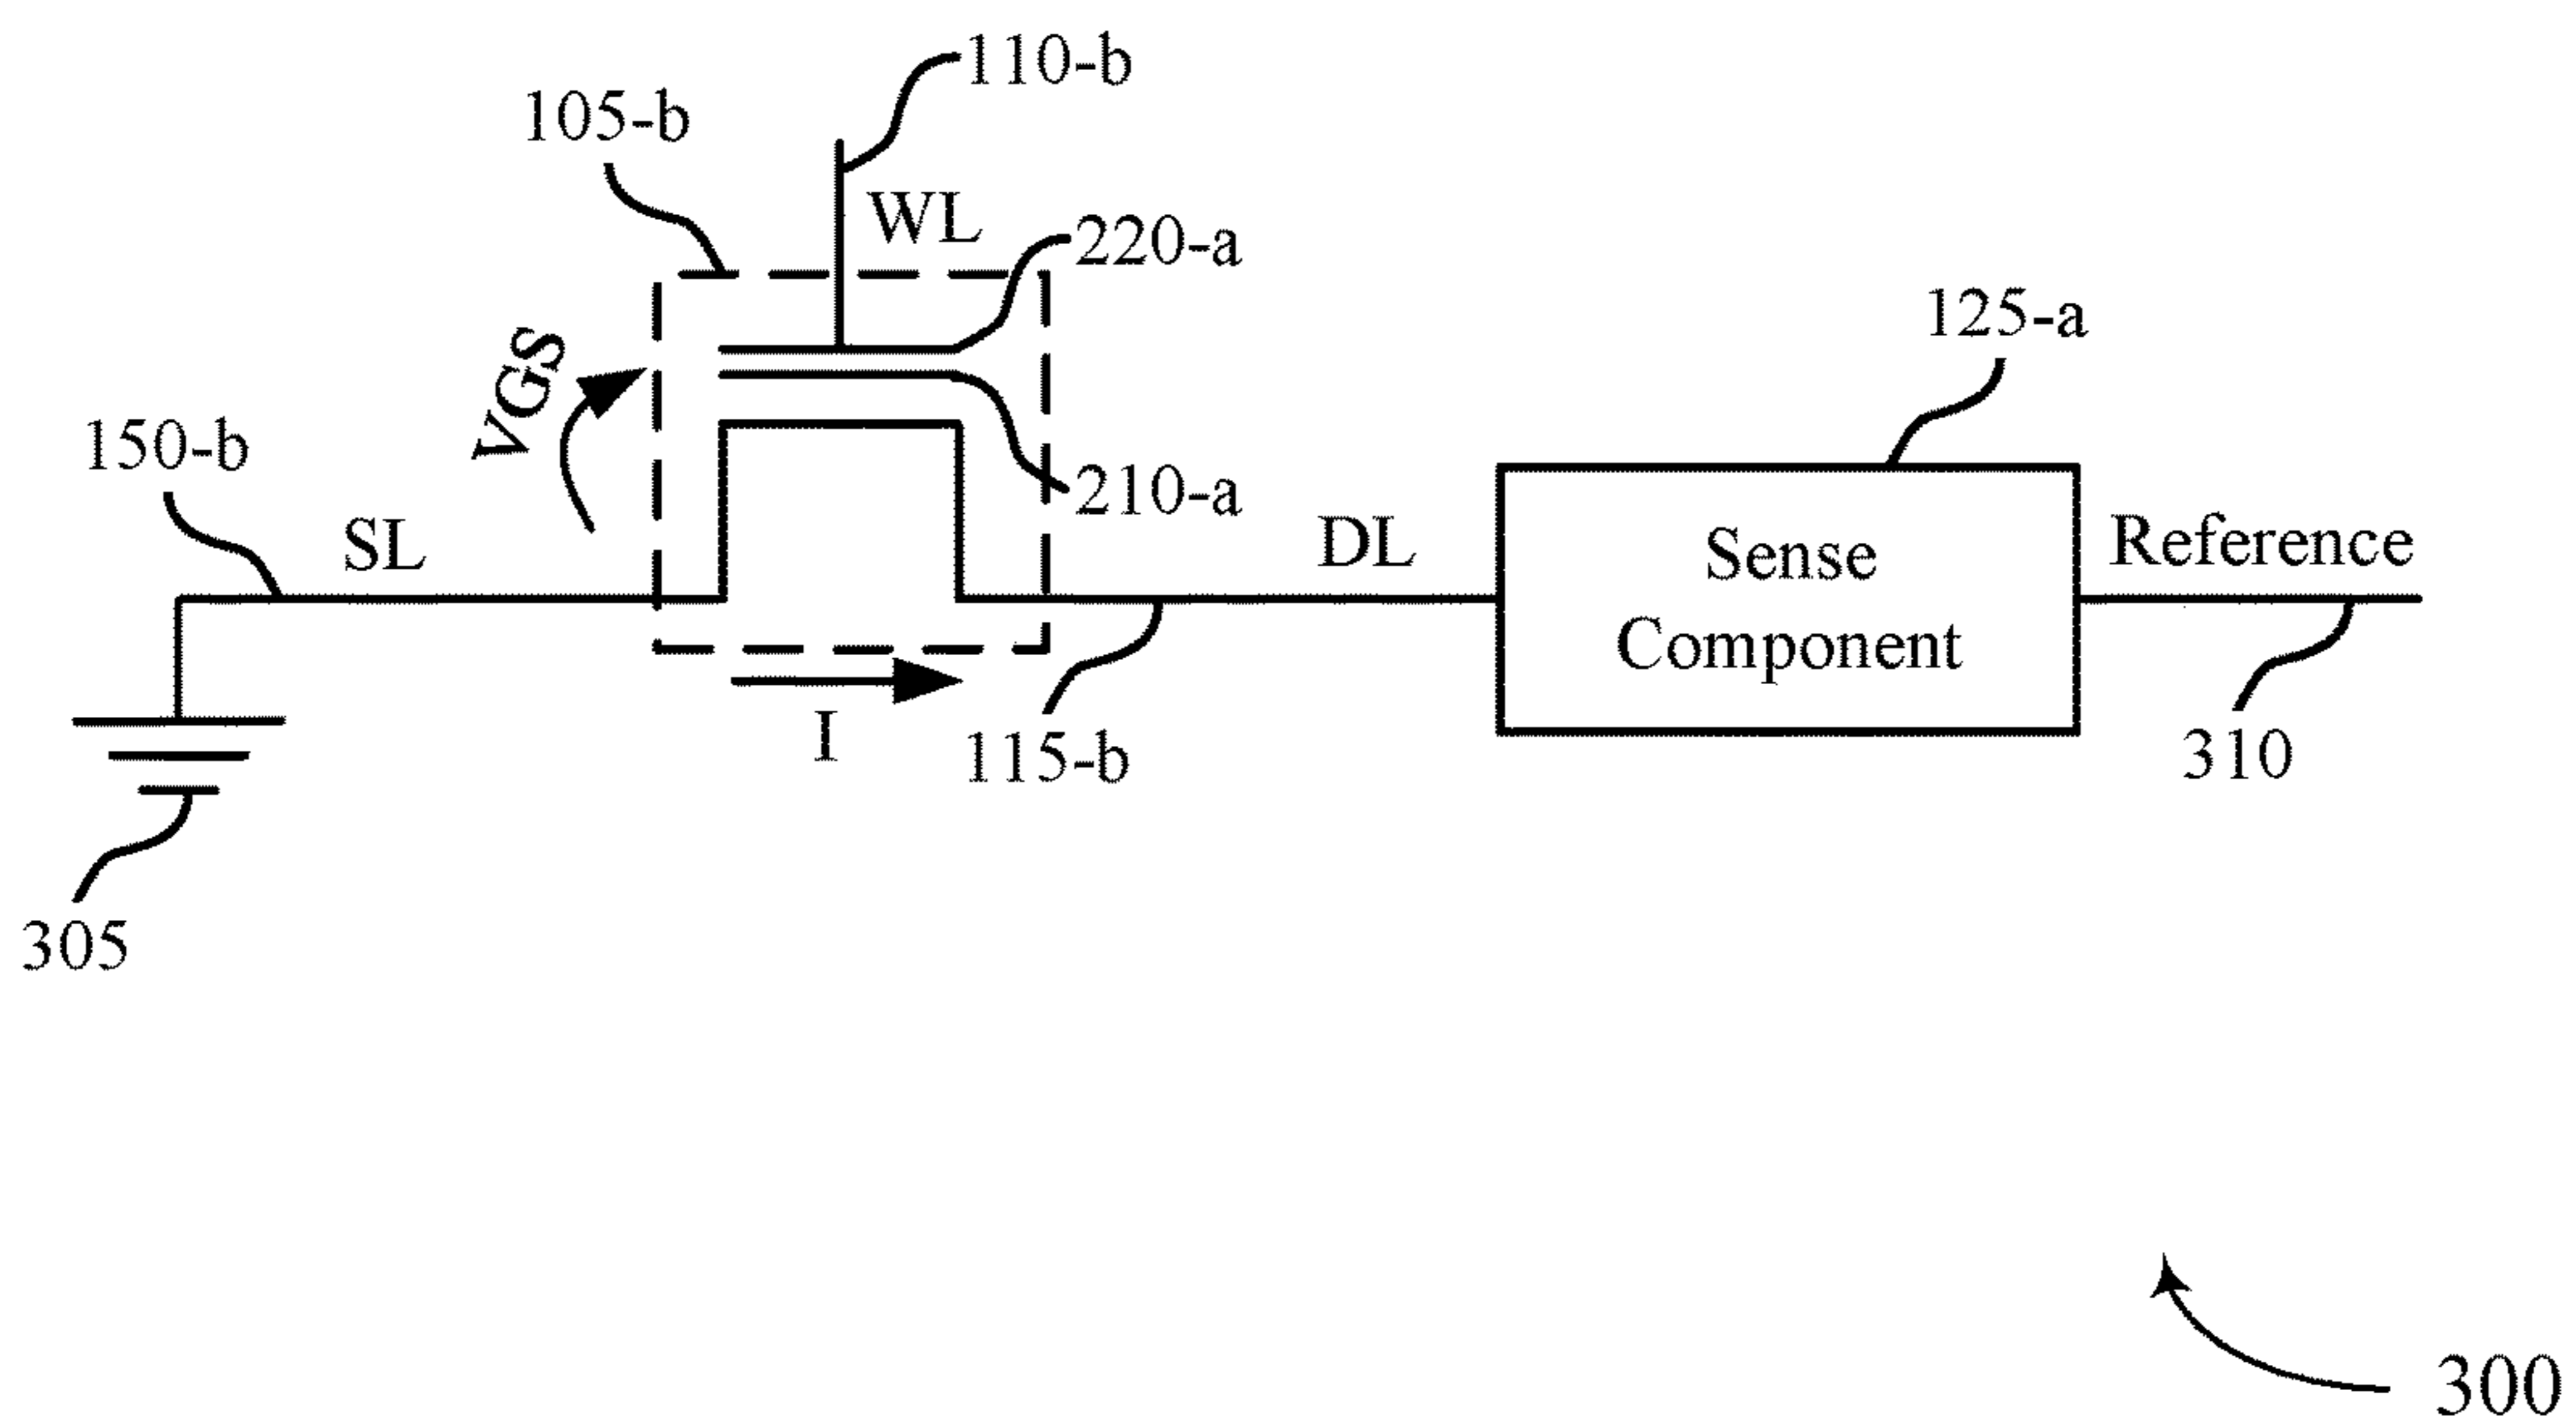 110-b
105-b
WL
220-a
125-a
VGS
150-b
210-a
SL
DL
Sense
Component
Reference
I
115-b
310
305
300